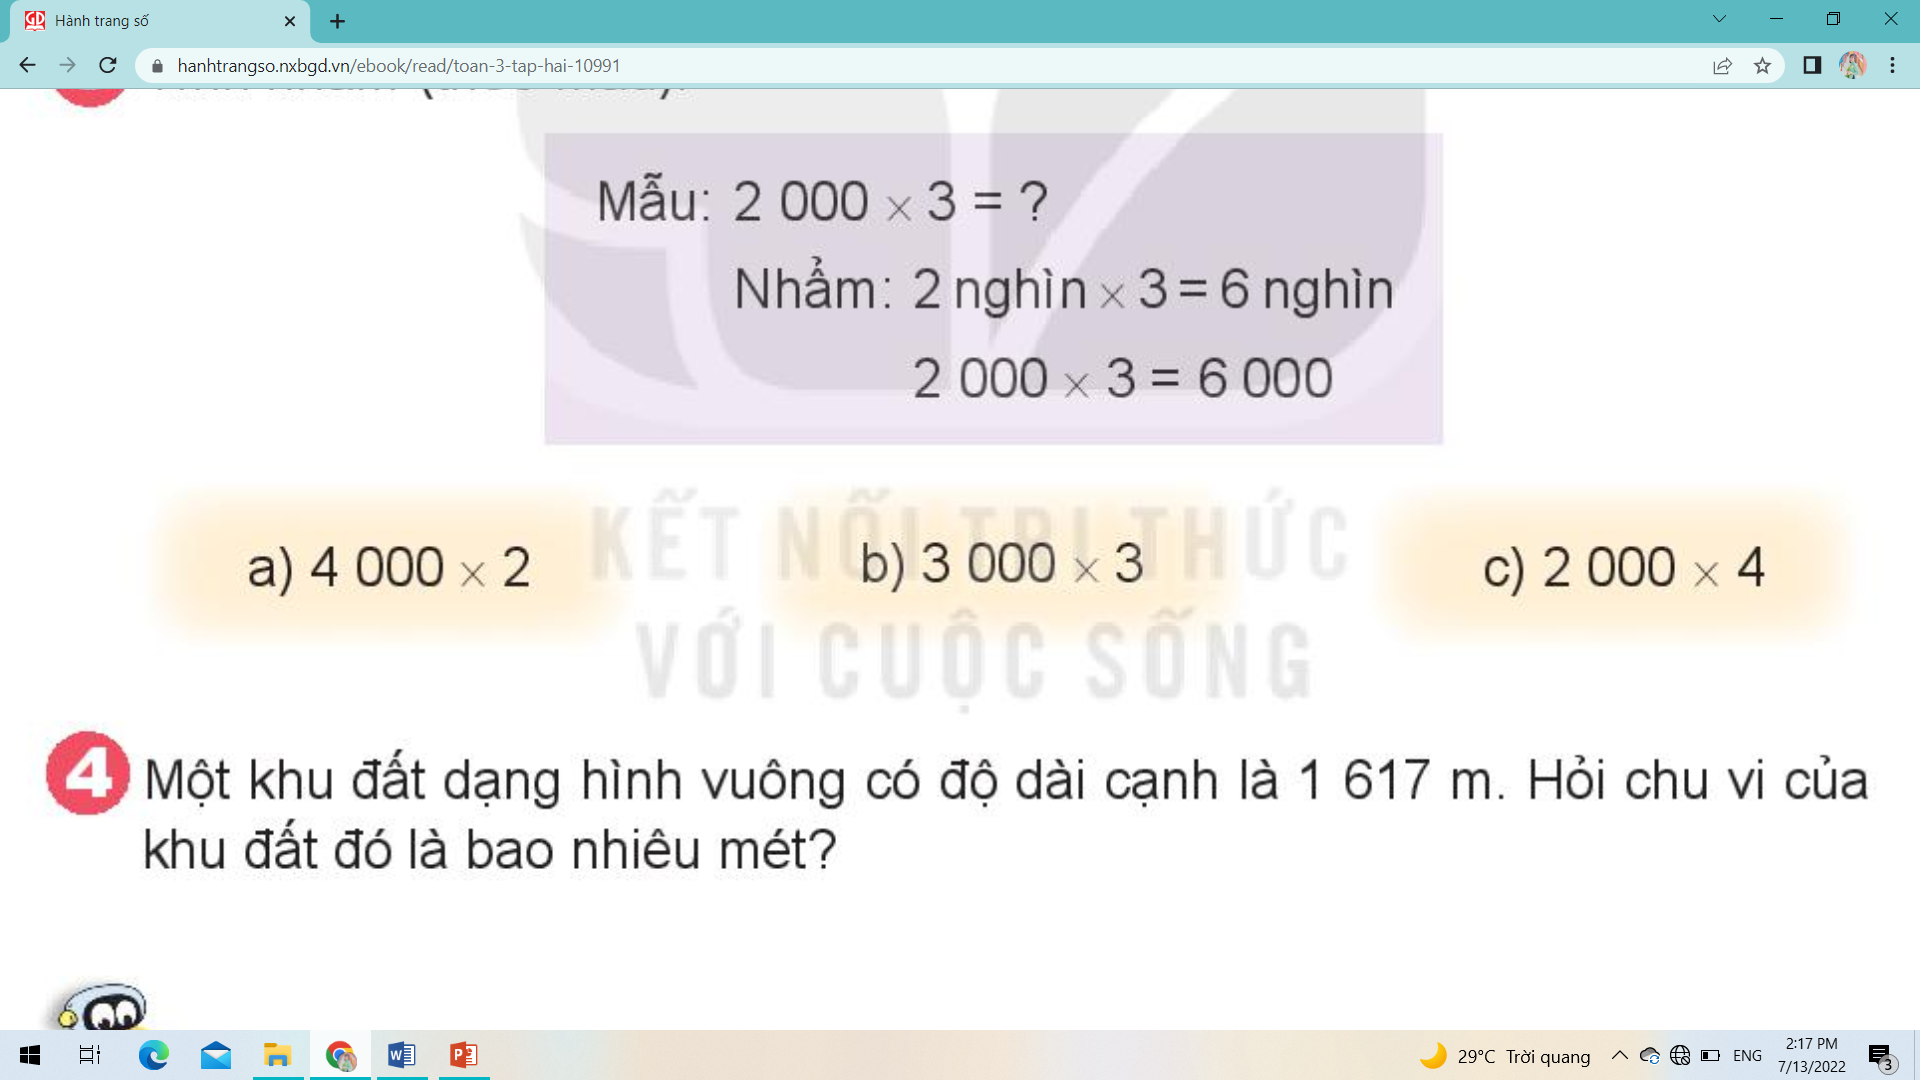 Hành trang số
hanhtrangso.nxbgd.vn/ebook/read/toan-3-tap-hai-10991
Mẫu: 2 000 × 3 = ?
Nhẩm: 2 nghìn × 3 = 6 nghìn
2 000 × 3 = 6 000
KẾT NỐI TRI THỨC
a) 4 000 × 2 b) 3 000 × 3 c) 2 000 × 4
VỚI CUỘC SỐNG
4 Một khu đất dạng hình vuông có độ dài cạnh là 1 617 m. Hỏi chu vi của
khu đất đó là bao nhiêu mét?
29°C Trời quang ENG 2:17 PM
7/13/2022 3